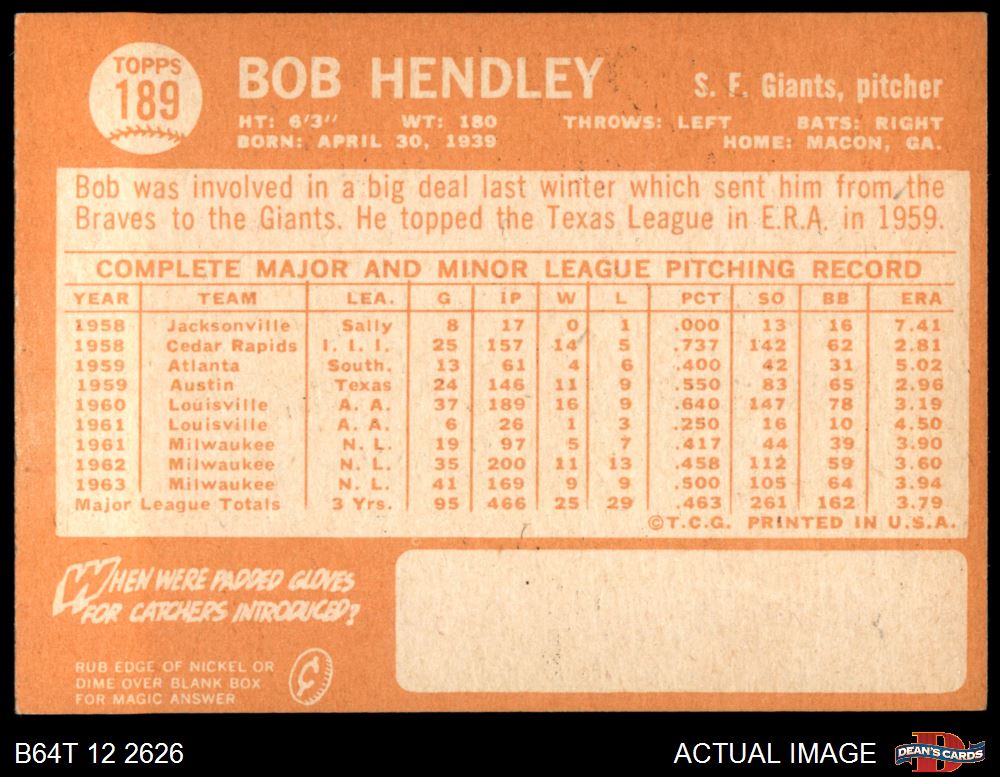 TOPPS
189
BOB HENDLEY
S. F. Giants, pitcher
HT: 6'3" WT: 180 THROWS: LEFT BATS: RIGHT
BORN: APRIL 30, 1939 HOME: MACON, GA.
Bob was involved in a big deal last winter which sent him from the
Braves to the Giants. He topped the Texas League in E.R.A. in 1959.
COMPLETE MAJOR AND MINOR LEAGUE PITCHING RECORD
YEAR TEAM LEA. G IP W L PCT SO BB ERA
1958 Jacksonville Sally 8 17 0 1 .000 13 16 7.41
1958 Cedar Rapids I. I. I. 25 157 14 5 .737 142 62 2.81
1959 Atlanta South. 13 61 4 6 .400 42 31 5.02
1959 Austin Texas 24 146 11 9 .550 83 65 2.96
1960 Louisville A. A. 37 189 16 9 .640 147 78 3.19
1961 Louisville A. A. 6 26 1 3 .250 16 10 4.50
1961 Milwaukee N. L. 19 97 5 7 .417 44 39 3.90
1962 Milwaukee N. L. 35 200 11 13 .458 112 59 3.60
1963 Milwaukee N. L. 41 169 9 9 .500 105 64 3.94
Major League Totals 3 Yrs. 95 466 25 29 .463 261 162 3.79
©T.C.G. PRINTED IN U.S.A.
WHEN WERE PADDED GLOVES
FOR CATCHERS INTRODUCED?
RUB EDGE OF NICKEL OR
DIME OVER BLANK BOX
FOR MAGIC ANSWER
¢
B64T 12 2626
ACTUAL IMAGE
D
DEAN'S CARDS